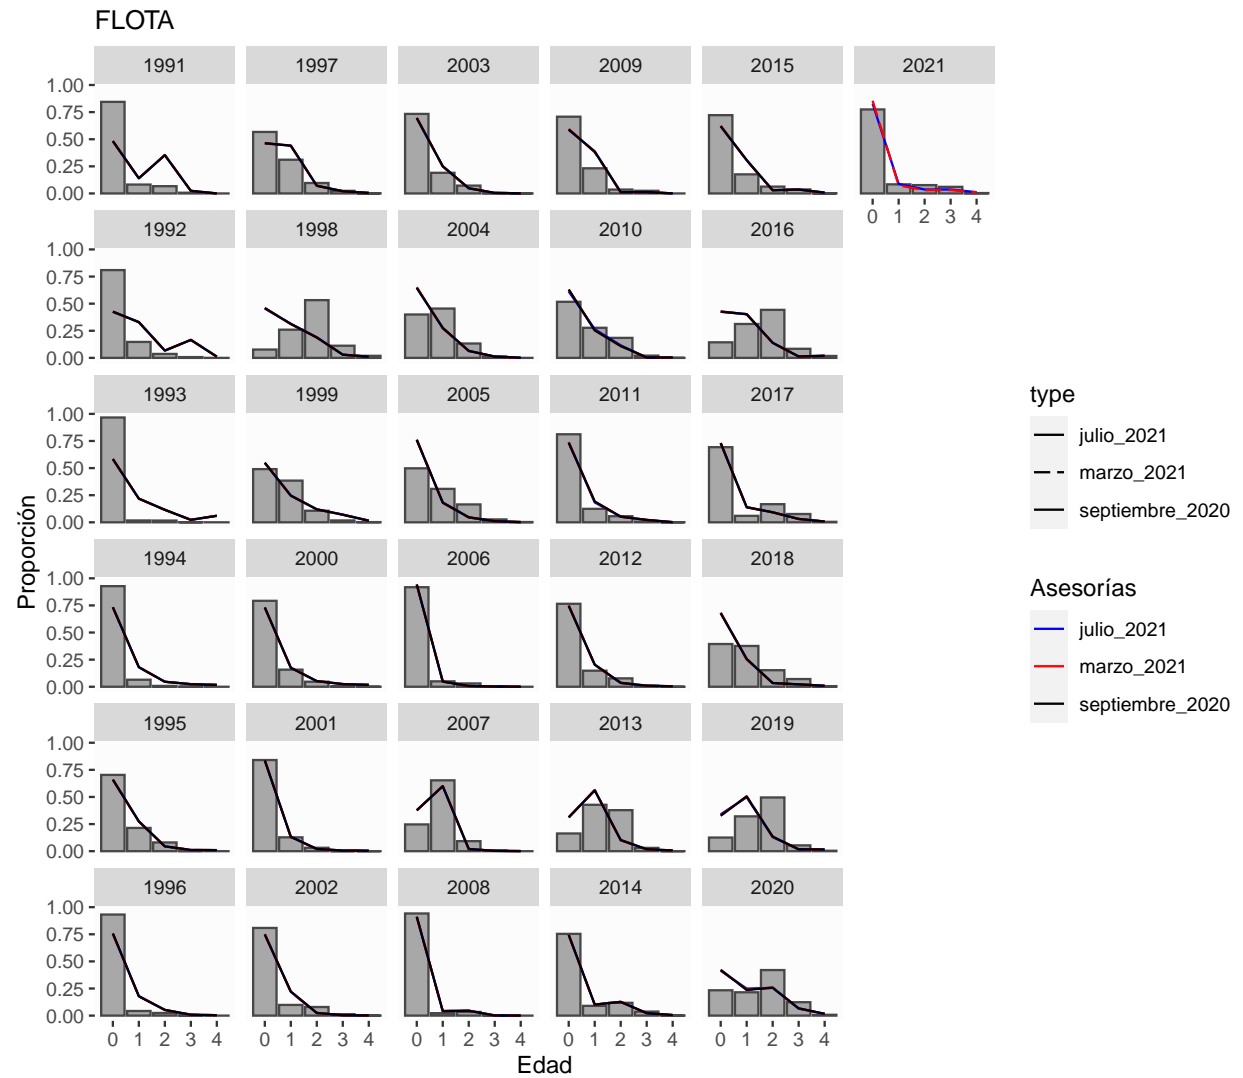 FLOTA
1991 1997 2003 2009 2015 2021
1.00
0.75
0.50
0.25
0.00
0 1 2 3 4
1992 1998 2004 2010 2016
1.00
0.75
0.50
0.25
0.00
1993 1999 2005 2011 2017
1.00
0.75
0.50
0.25
0.00
1994 2000 2006 2012 2018
1.00
0.75
0.50
0.25
0.00
1995 2001 2007 2013 2019
1.00
0.75
0.50
0.25
0.00
1996 2002 2008 2014 2020
1.00
0.75
0.50
0.25
0.00
0 1 2 3 4 0 1 2 3 4 0 1 2 3 4 0 1 2 3 4 0 1 2 3 4
Edad
Proporción
type
julio_2021
marzo_2021
septiembre_2020
Asesorías
julio_2021
marzo_2021
septiembre_2020